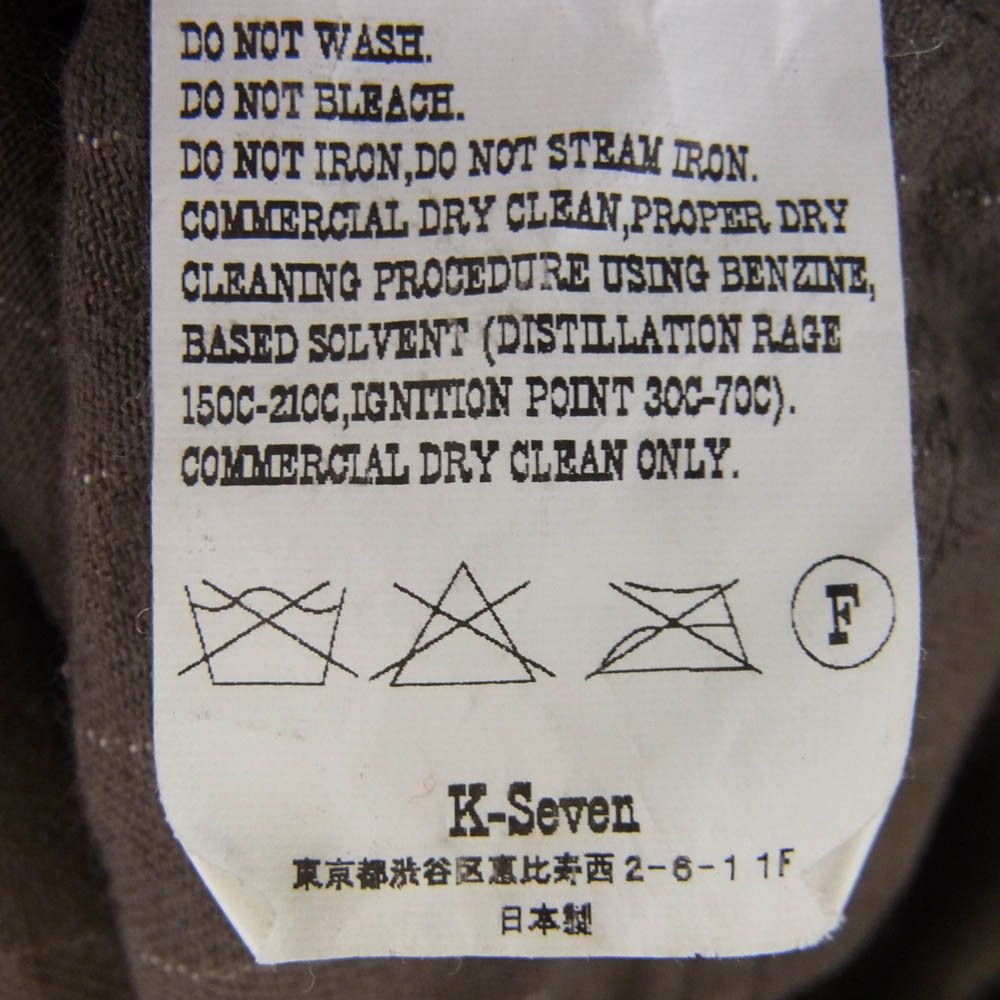 DO NOT WASH.
DO NOT BLEACH.
DO NOT IRON,DO NOT STEAM IRON.
COMMERCIAL DRY CLEAN,PROPER DRY
CLEANING PROCEDURE USING BENZINE,
BASED SOLVENT (DISTILLATION RAGE
150C-210C,IGNITION POINT 30C-70C).
COMMERCIAL DRY CLEAN ONLY.
F
K-Seven
東京都渋谷区恵比寿西2-6-1 1F
日本製